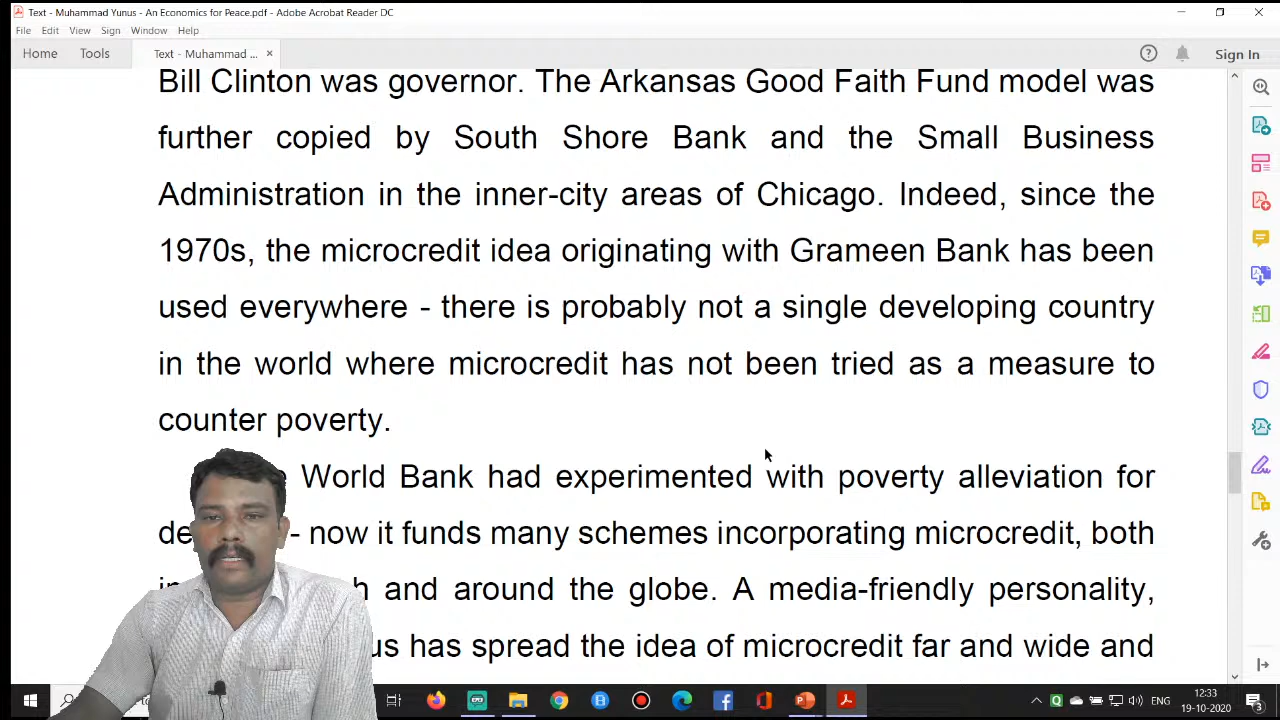 Text - Muhammad Yunus - An Economics for Peace.pdf - Adobe Acrobat Reader DC
File Edit View Sign Window Help
Home Tools Text - Muhammad ... × Sign In
Bill Clinton was governor. The Arkansas Good Faith Fund model was
further copied by South Shore Bank and the Small Business
Administration in the inner-city areas of Chicago. Indeed, since the
1970s, the microcredit idea originating with Grameen Bank has been
used everywhere - there is probably not a single developing country
in the world where microcredit has not been tried as a measure to
counter poverty.
World Bank had experimented with poverty alleviation for
- now it funds many schemes incorporating microcredit, both
and around the globe. A media-friendly personality,
has spread the idea of microcredit far and wide and
ENG 12:33
19-10-2020
3